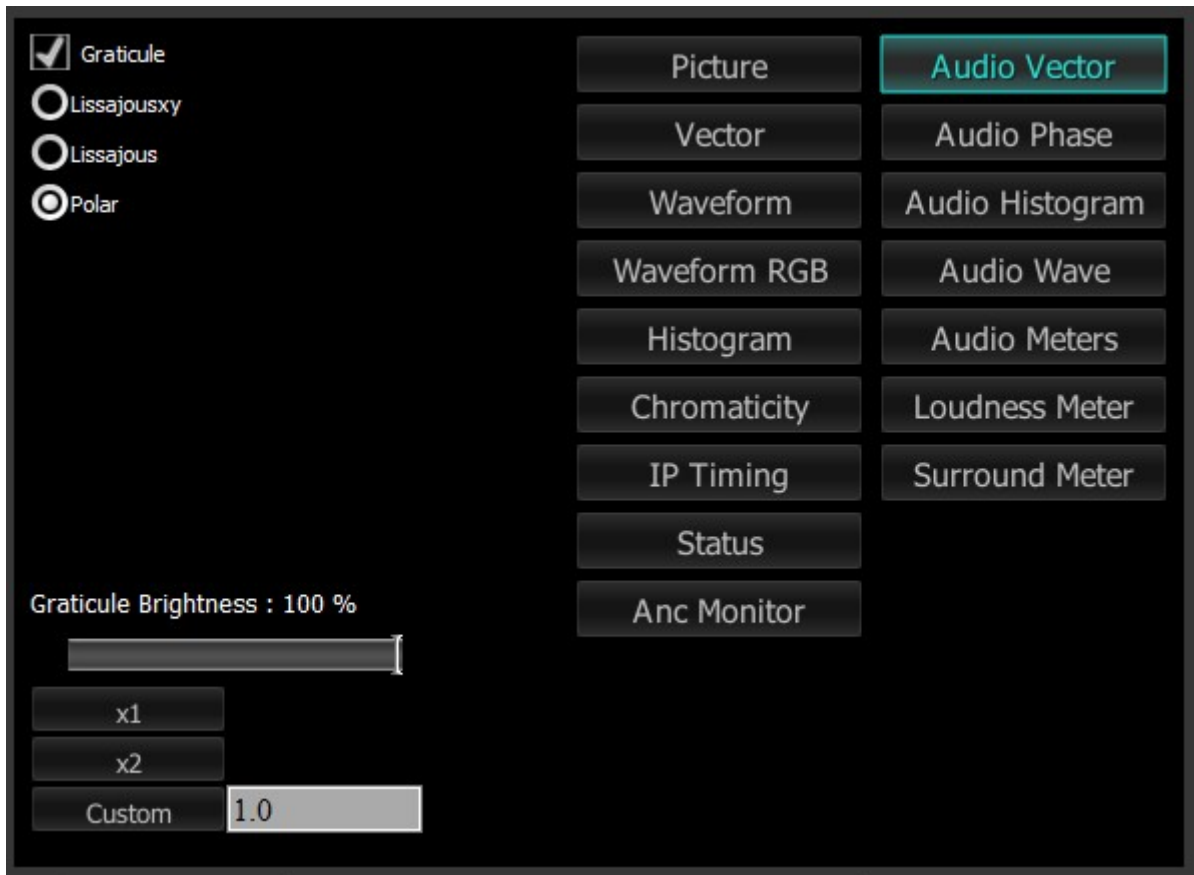 Graticule
Lissajousxy
Lissajous
Polar
Graticule Brightness : 100 %
x1
x2
Custom 1.0
Picture
Vector
Waveform
Waveform RGB
Histogram
Chromaticity
IP Timing
Status
Anc Monitor
Audio Vector
Audio Phase
Audio Histogram
Audio Wave
Audio Meters
Loudness Meter
Surround Meter